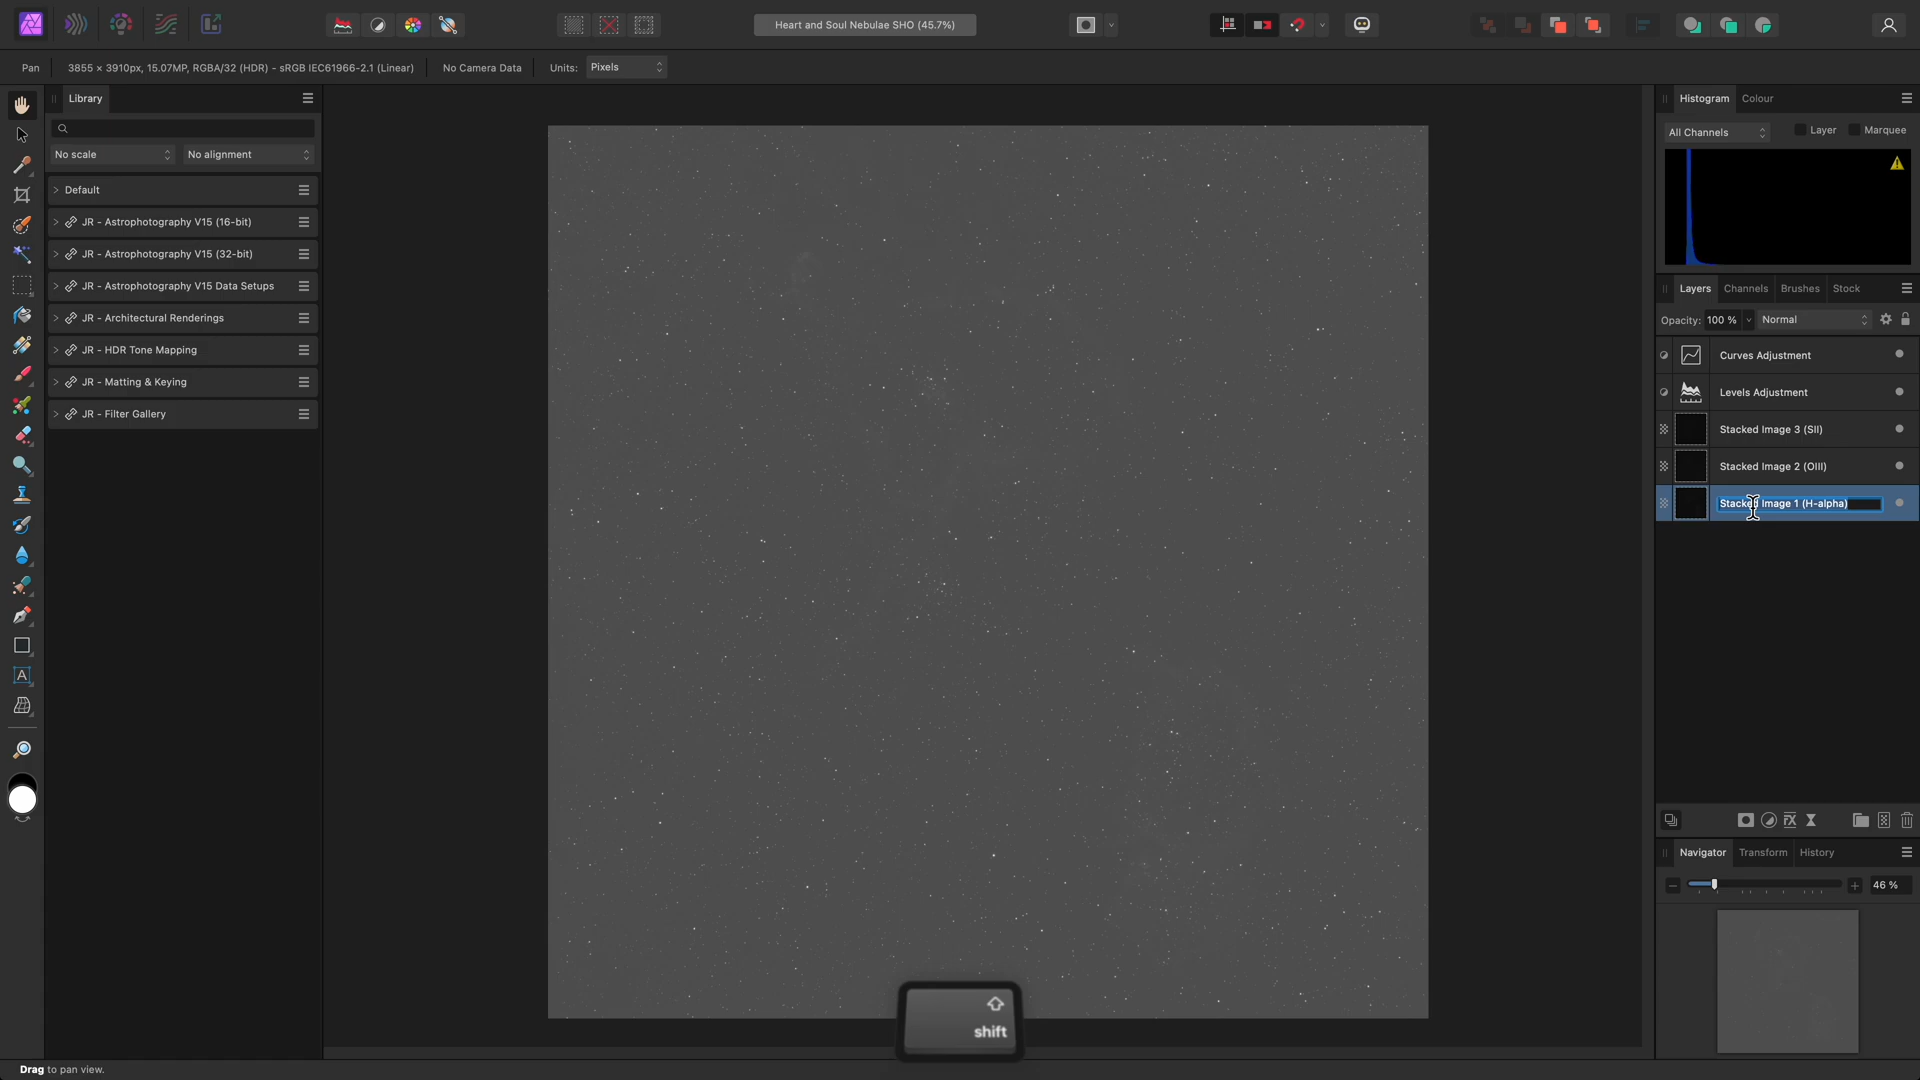 Heart and Soul Nebulae SHO (45.7%)
Pan
3855 × 3910px, 15.07MP, RGBA/32 (HDR) - sRGB IEC61966-2.1 (Linear)
No Camera Data
Units:
Pixels
Library
No scale
No alignment
Default
JR - Astrophotography V15 (16-bit)
JR - Astrophotography V15 (32-bit)
JR - Astrophotography V15 Data Setups
JR - Architectural Renderings
JR - HDR Tone Mapping
JR - Matting & Keying
JR - Filter Gallery
Histogram
Colour
All Channels
Layer
Marquee
Layers
Channels
Brushes
Stock
Opacity:
100 %
Normal
Curves Adjustment
Levels Adjustment
Stacked Image 3 (SII)
Stacked Image 2 (OIII)
Stacked Image 1 (H-alpha)
Navigator
Transform
History
46 %
shift
Drag to pan view.